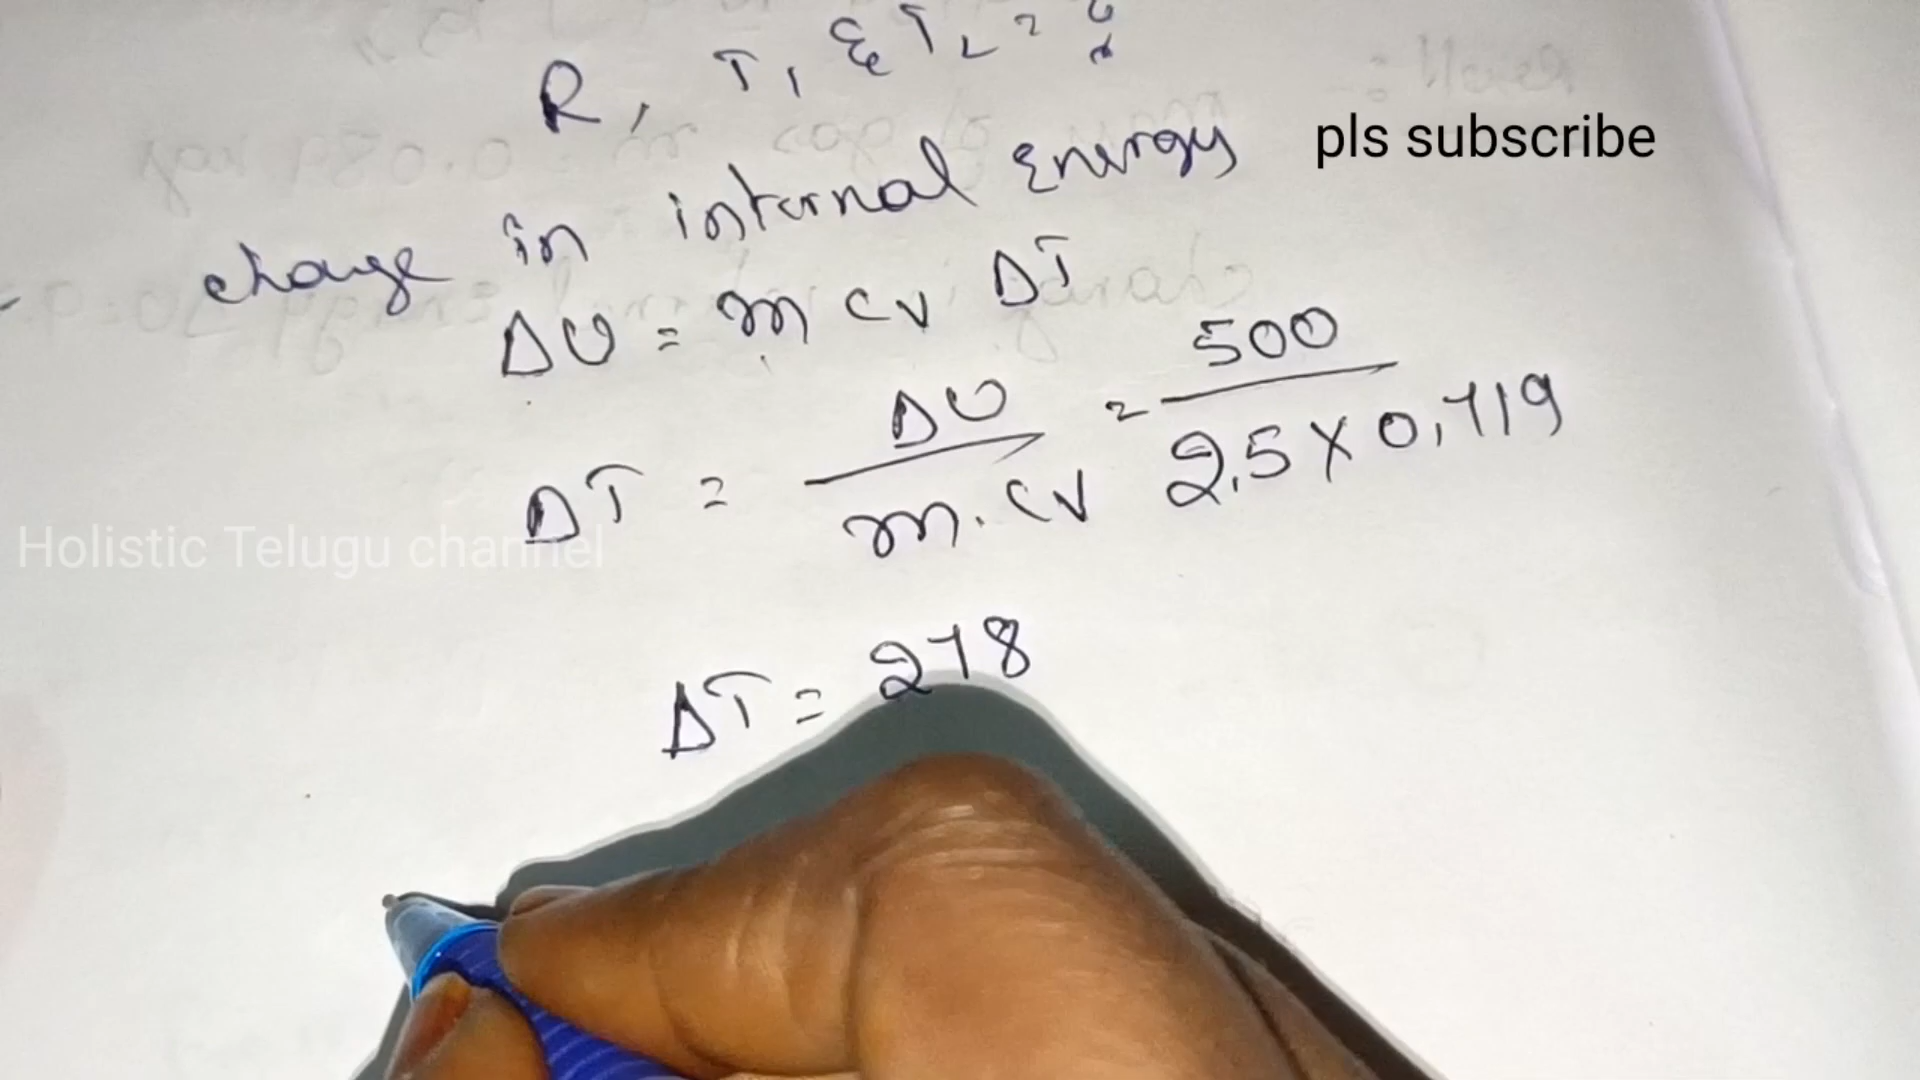 R, T1 & T2 = ?
pls subscribe
change in internal energy
ΔU = m cv ΔT
ΔT = ΔU / m. cv = 500 / 2.5 X 0.719
Holistic Telugu channel
ΔT = 278